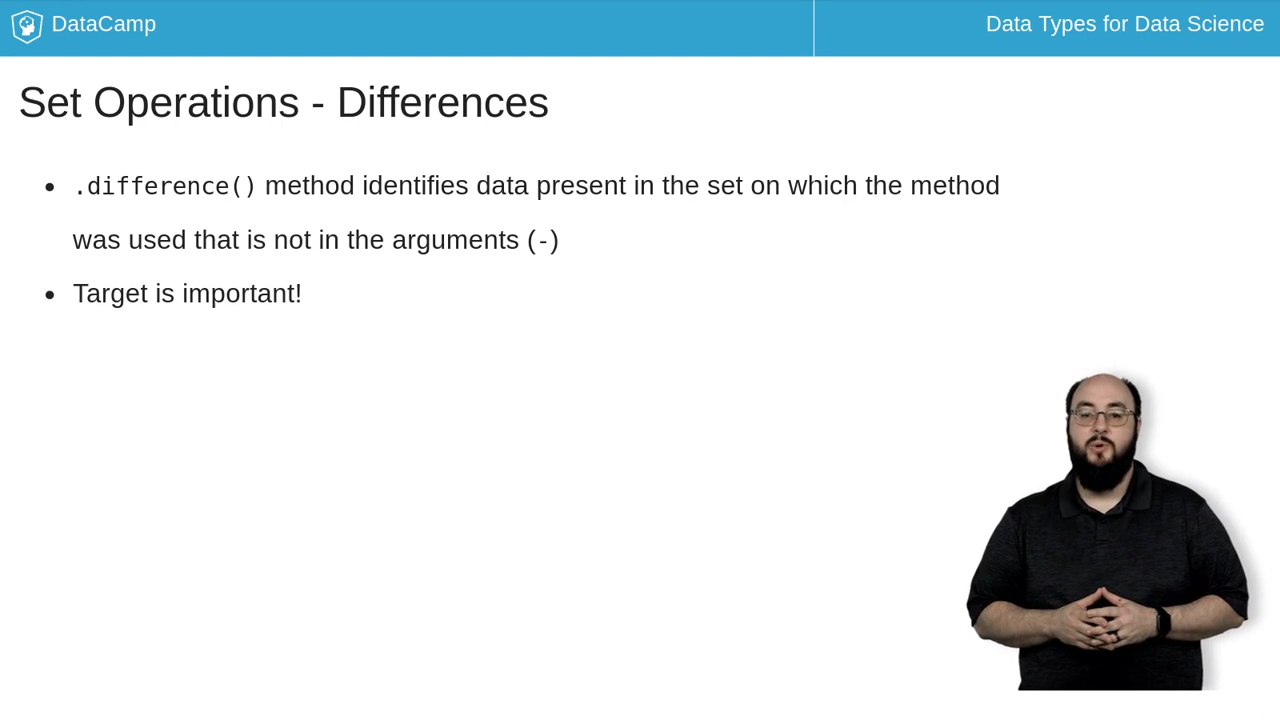 DataCamp
Data Types for Data Science
Set Operations - Differences
.difference() method identifies data present in the set on which the method
was used that is not in the arguments (-)
Target is important!